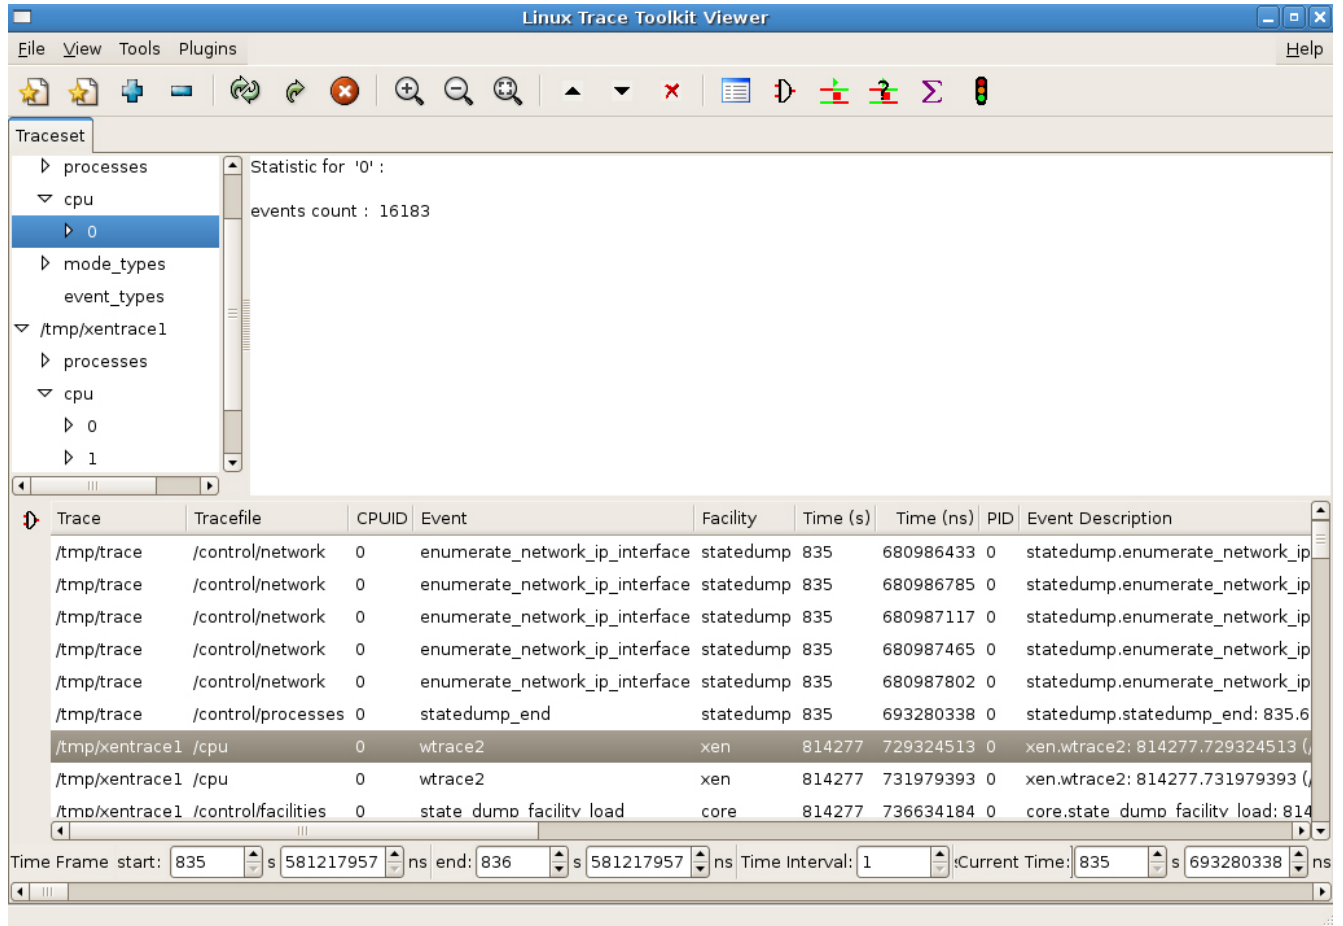 Linux Trace Toolkit Viewer
File View Tools Plugins Help
Traceset
processes
cpu
0
mode_types
event_types
/tmp/xentrace1
processes
cpu
0
1
Statistic for '0' :
events count : 16183
Trace Tracefile CPUID Event Facility Time (s) Time (ns) PID Event Description
/tmp/trace /control/network 0 enumerate_network_ip_interface statedump 835 680986433 0 statedump.enumerate_network_ip
/tmp/trace /control/network 0 enumerate_network_ip_interface statedump 835 680986785 0 statedump.enumerate_network_ip
/tmp/trace /control/network 0 enumerate_network_ip_interface statedump 835 680987117 0 statedump.enumerate_network_ip
/tmp/trace /control/network 0 enumerate_network_ip_interface statedump 835 680987465 0 statedump.enumerate_network_ip
/tmp/trace /control/network 0 enumerate_network_ip_interface statedump 835 680987802 0 statedump.enumerate_network_ip
/tmp/trace /control/processes 0 statedump_end statedump 835 693280338 0 statedump.statedump_end: 835.6
/tmp/xentrace1 /cpu 0 wtrace2 xen 814277 729324513 0 xen.wtrace2: 814277.729324513 (/
/tmp/xentrace1 /cpu 0 wtrace2 xen 814277 731979393 0 xen.wtrace2: 814277.731979393 (/
/tmp/xentrace1 /control/facilities 0 state_dump_facility_load core 814277 736634184 0 core.state_dump_facility_load: 814
Time Frame start: 835 s 581217957 ns end: 836 s 581217957 ns Time Interval: 1 Current Time: 835 s 693280338 ns